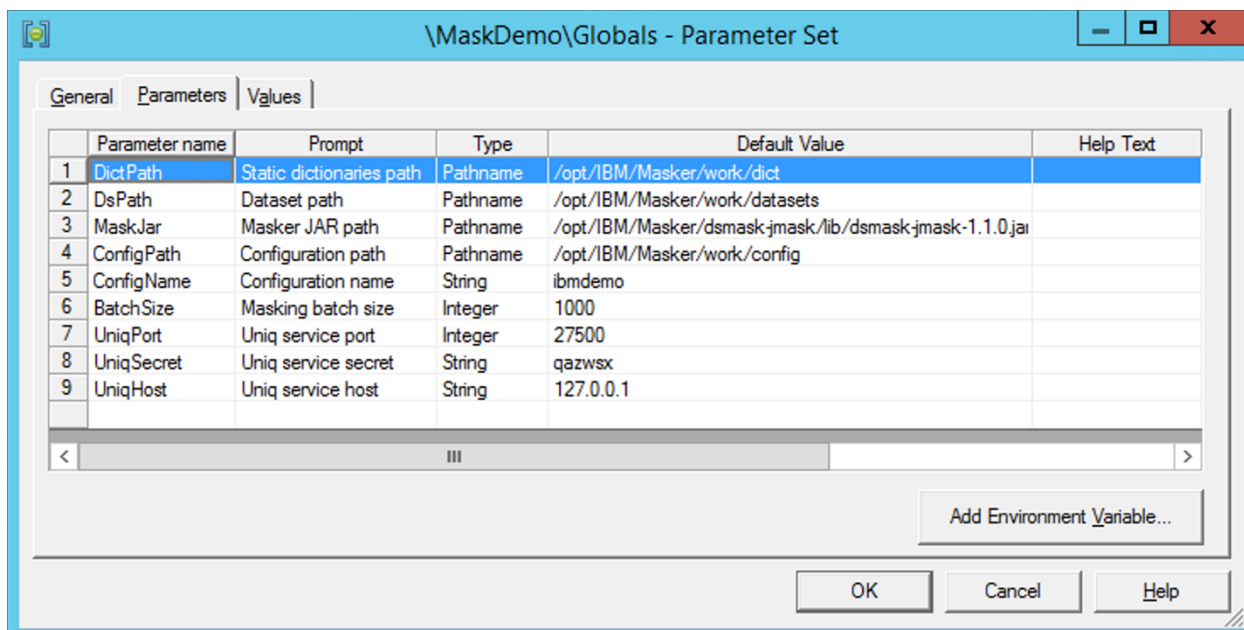 \MaskDemo\Globals - Parameter Set
General Parameters Values
Parameter name Prompt Type Default Value Help Text
1 DictPath Static dictionaries path Pathname /opt/IBM/Masker/work/dict
2 DsPath Dataset path Pathname /opt/IBM/Masker/work/datasets
3 MaskJar Masker JAR path Pathname /opt/IBM/Masker/dsmask-jmask/lib/dsmask-jmask-1.1.0.jar
4 ConfigPath Configuration path Pathname /opt/IBM/Masker/work/config
5 ConfigName Configuration name String ibmdemo
6 BatchSize Masking batch size Integer 1000
7 UniqPort Uniq service port Integer 27500
8 UniqSecret Uniq service secret String qazwsx
9 UniqHost Uniq service host String 127.0.0.1
Add Environment Variable...
OK Cancel Help